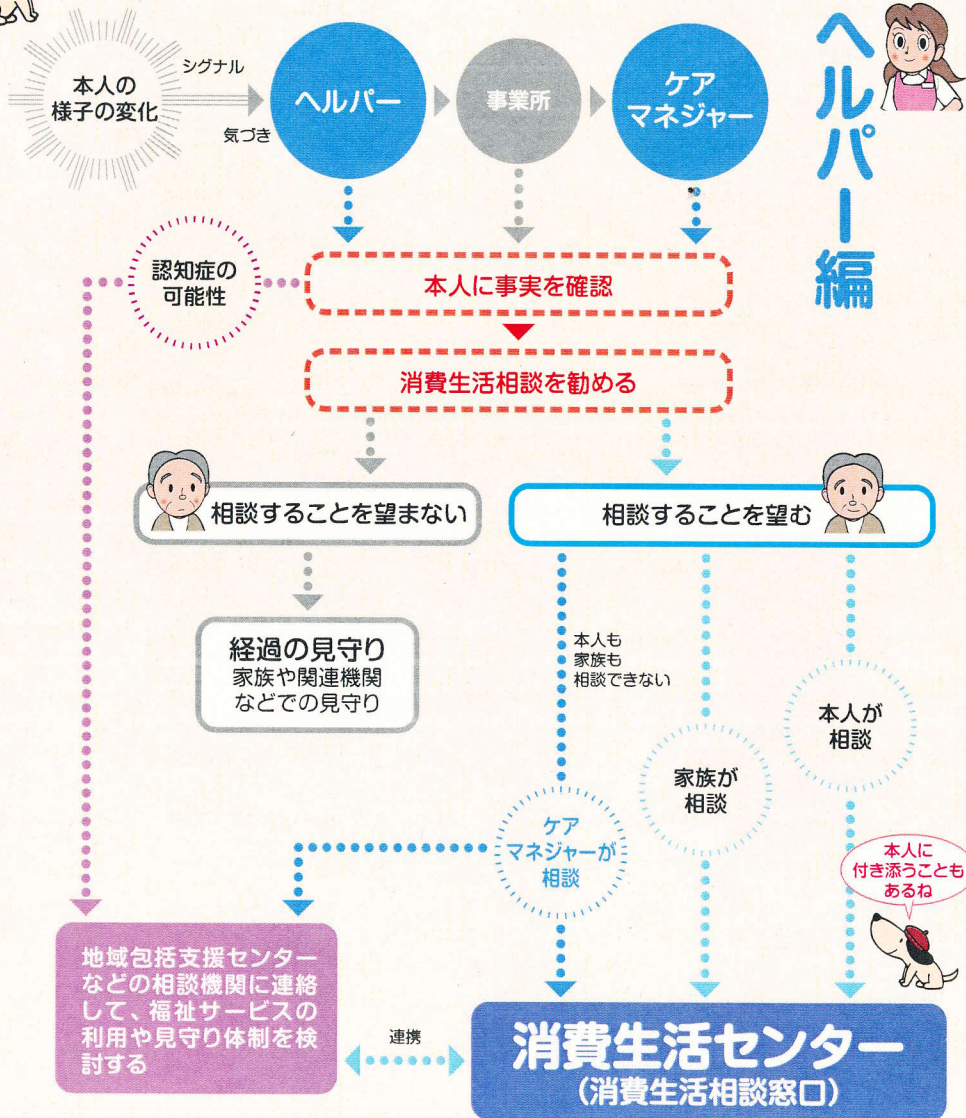 ヘルパー編
本人の
様子の変化
シグナル
気づき
ヘルパー
事業所
ケア
マネジャー
認知症の
可能性
本人に事実を確認
消費生活相談を勧める
相談することを望まない
相談することを望む
経過の見守り
家族や関連機関
などでの見守り
本人も
家族も
相談できない
ケア
マネジャーが
相談
家族が
相談
本人が
相談
本人に
付き添うことも
あるね
地域包括支援センター
などの相談機関に連絡
して、福祉サービスの
利用や見守り体制を検
討する
連携
消費生活センター
(消費生活相談窓口)